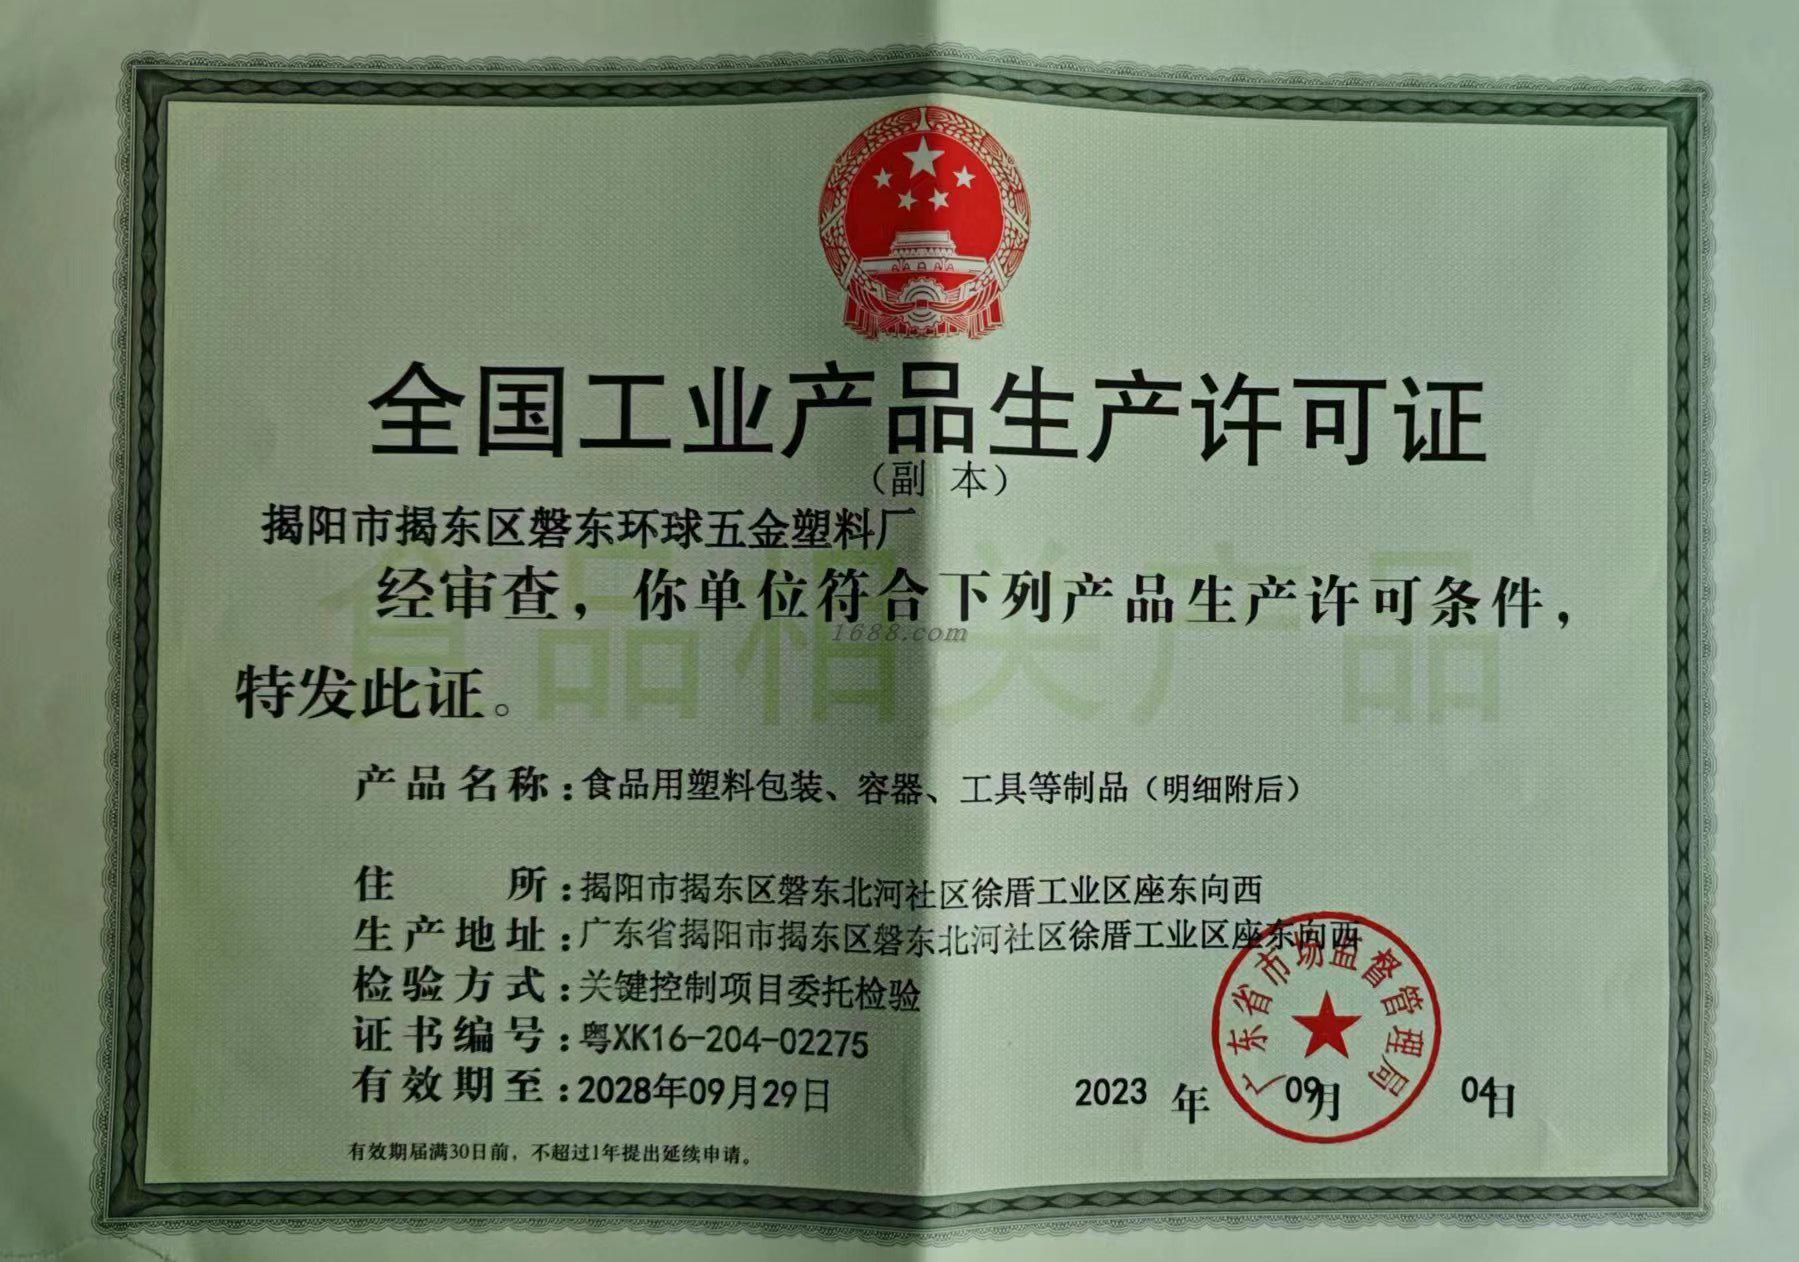 全国工业产品生产许可证
（副 本）
揭阳市揭东区磐东环球五金塑料厂
食品相关产品
经审查，你单位符合下列产品生产许可条件，
1688.com
特发此证。
产品名称：食品用塑料包装、容器、工具等制品（明细附后）
住 所：揭阳市揭东区磐东北河社区徐厝工业区座东向西
生产地址：广东省揭阳市揭东区磐东北河社区徐厝工业区座东向西
检验方式：关键控制项目委托检验
证书编号：粤XK16-204-02275
有效期至：2028年09月29日
广东省市场监督管理局
2023 年 09月 04日
有效期届满30日前，不超过1年提出延续申请。